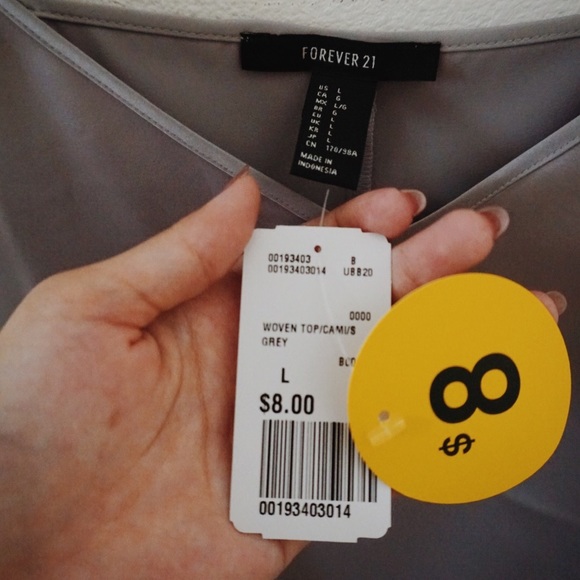 FOREVER 21
US L
CA G
MX L/G
BR G
EU L
UK L
KR L
JP L
CN 170/98A
MADE IN
INDONESIA
00193403 B
00193403014 UBB20
0000
WOVEN TOP/CAMI/S
GREY
L
$8.00
00193403014
$8